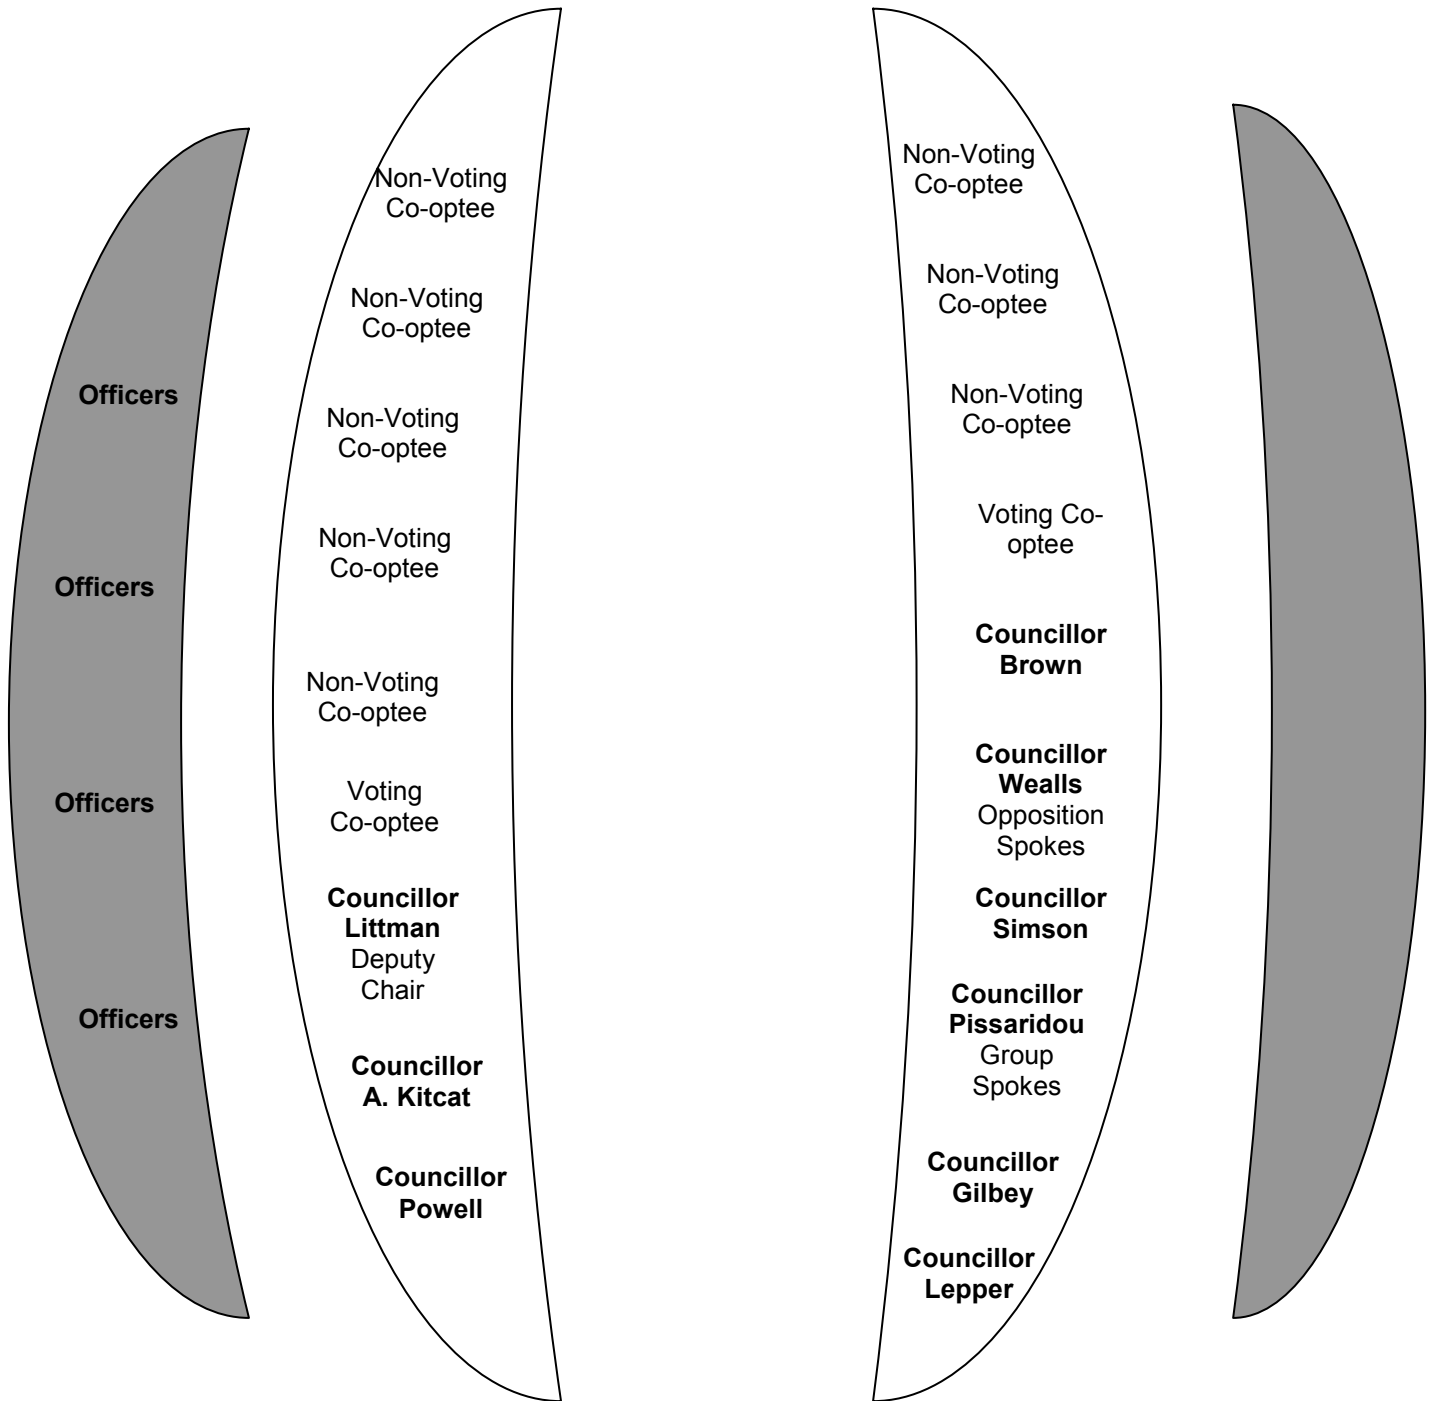 Officers
Officers
Officers
Officers
Non-Voting
Co-optee
Non-Voting
Co-optee
Non-Voting
Co-optee
Non-Voting
Co-optee
Non-Voting
Co-optee
Voting
Co-optee
Councillor
Littman
Deputy
Chair
Councillor
A. Kitcat
Councillor
Powell
Non-Voting
Co-optee
Non-Voting
Co-optee
Non-Voting
Co-optee
Voting Co-
optee
Councillor
Brown
Councillor
Wealls
Opposition
Spokes
Councillor
Simson
Councillor
Pissaridou
Group
Spokes
Councillor
Gilbey
Councillor
Lepper